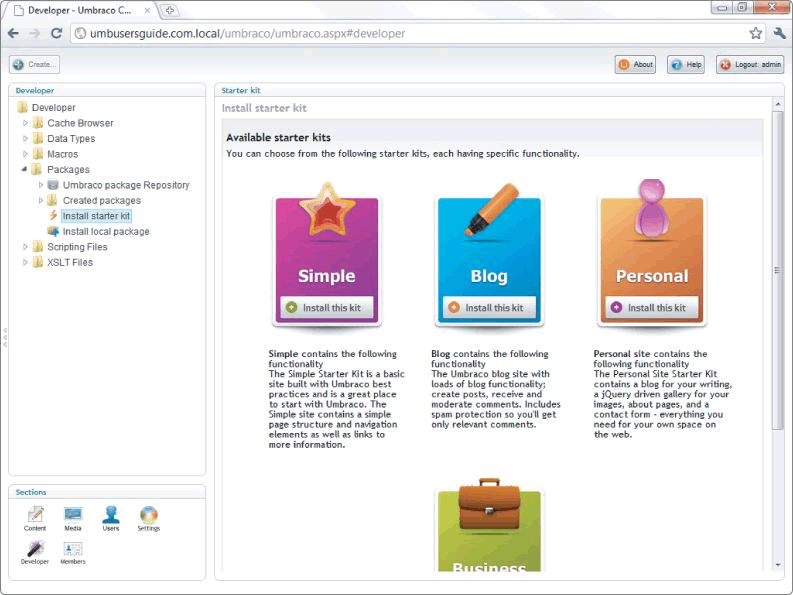 Developer - Umbraco C...
umbusersguide.com.local/umbraco/umbraco.aspx#developer
Create...
About
Help
Logout: admin
Developer
Developer
Cache Browser
Data Types
Macros
Packages
Umbraco package Repository
Created packages
Install starter kit
Install local package
Scripting Files
XSLT Files
Sections
Content
Media
Users
Settings
Developer
Members
Starter kit
Install starter kit
Available starter kits
You can choose from the following starter kits, each having specific functionality.
Simple
Install this kit
Simple contains the following
functionality
The Simple Starter Kit is a basic
site built with Umbraco best
practices and is a great place
to start with Umbraco. The
Simple site contains a simple
page structure and navigation
elements as well as links to
more information.
Blog
Install this kit
Blog contains the following
functionality
The Umbraco blog site with
loads of blog functionality;
create posts, receive and
moderate comments. Includes
spam protection so you'll get
only relevant comments.
Personal
Install this kit
Personal site contains the
following functionality
The Personal Site Starter Kit
contains a blog for your writing,
a jQuery driven gallery for your
images, about pages, and a
contact form - everything you
need for your own space on
the web.
Business